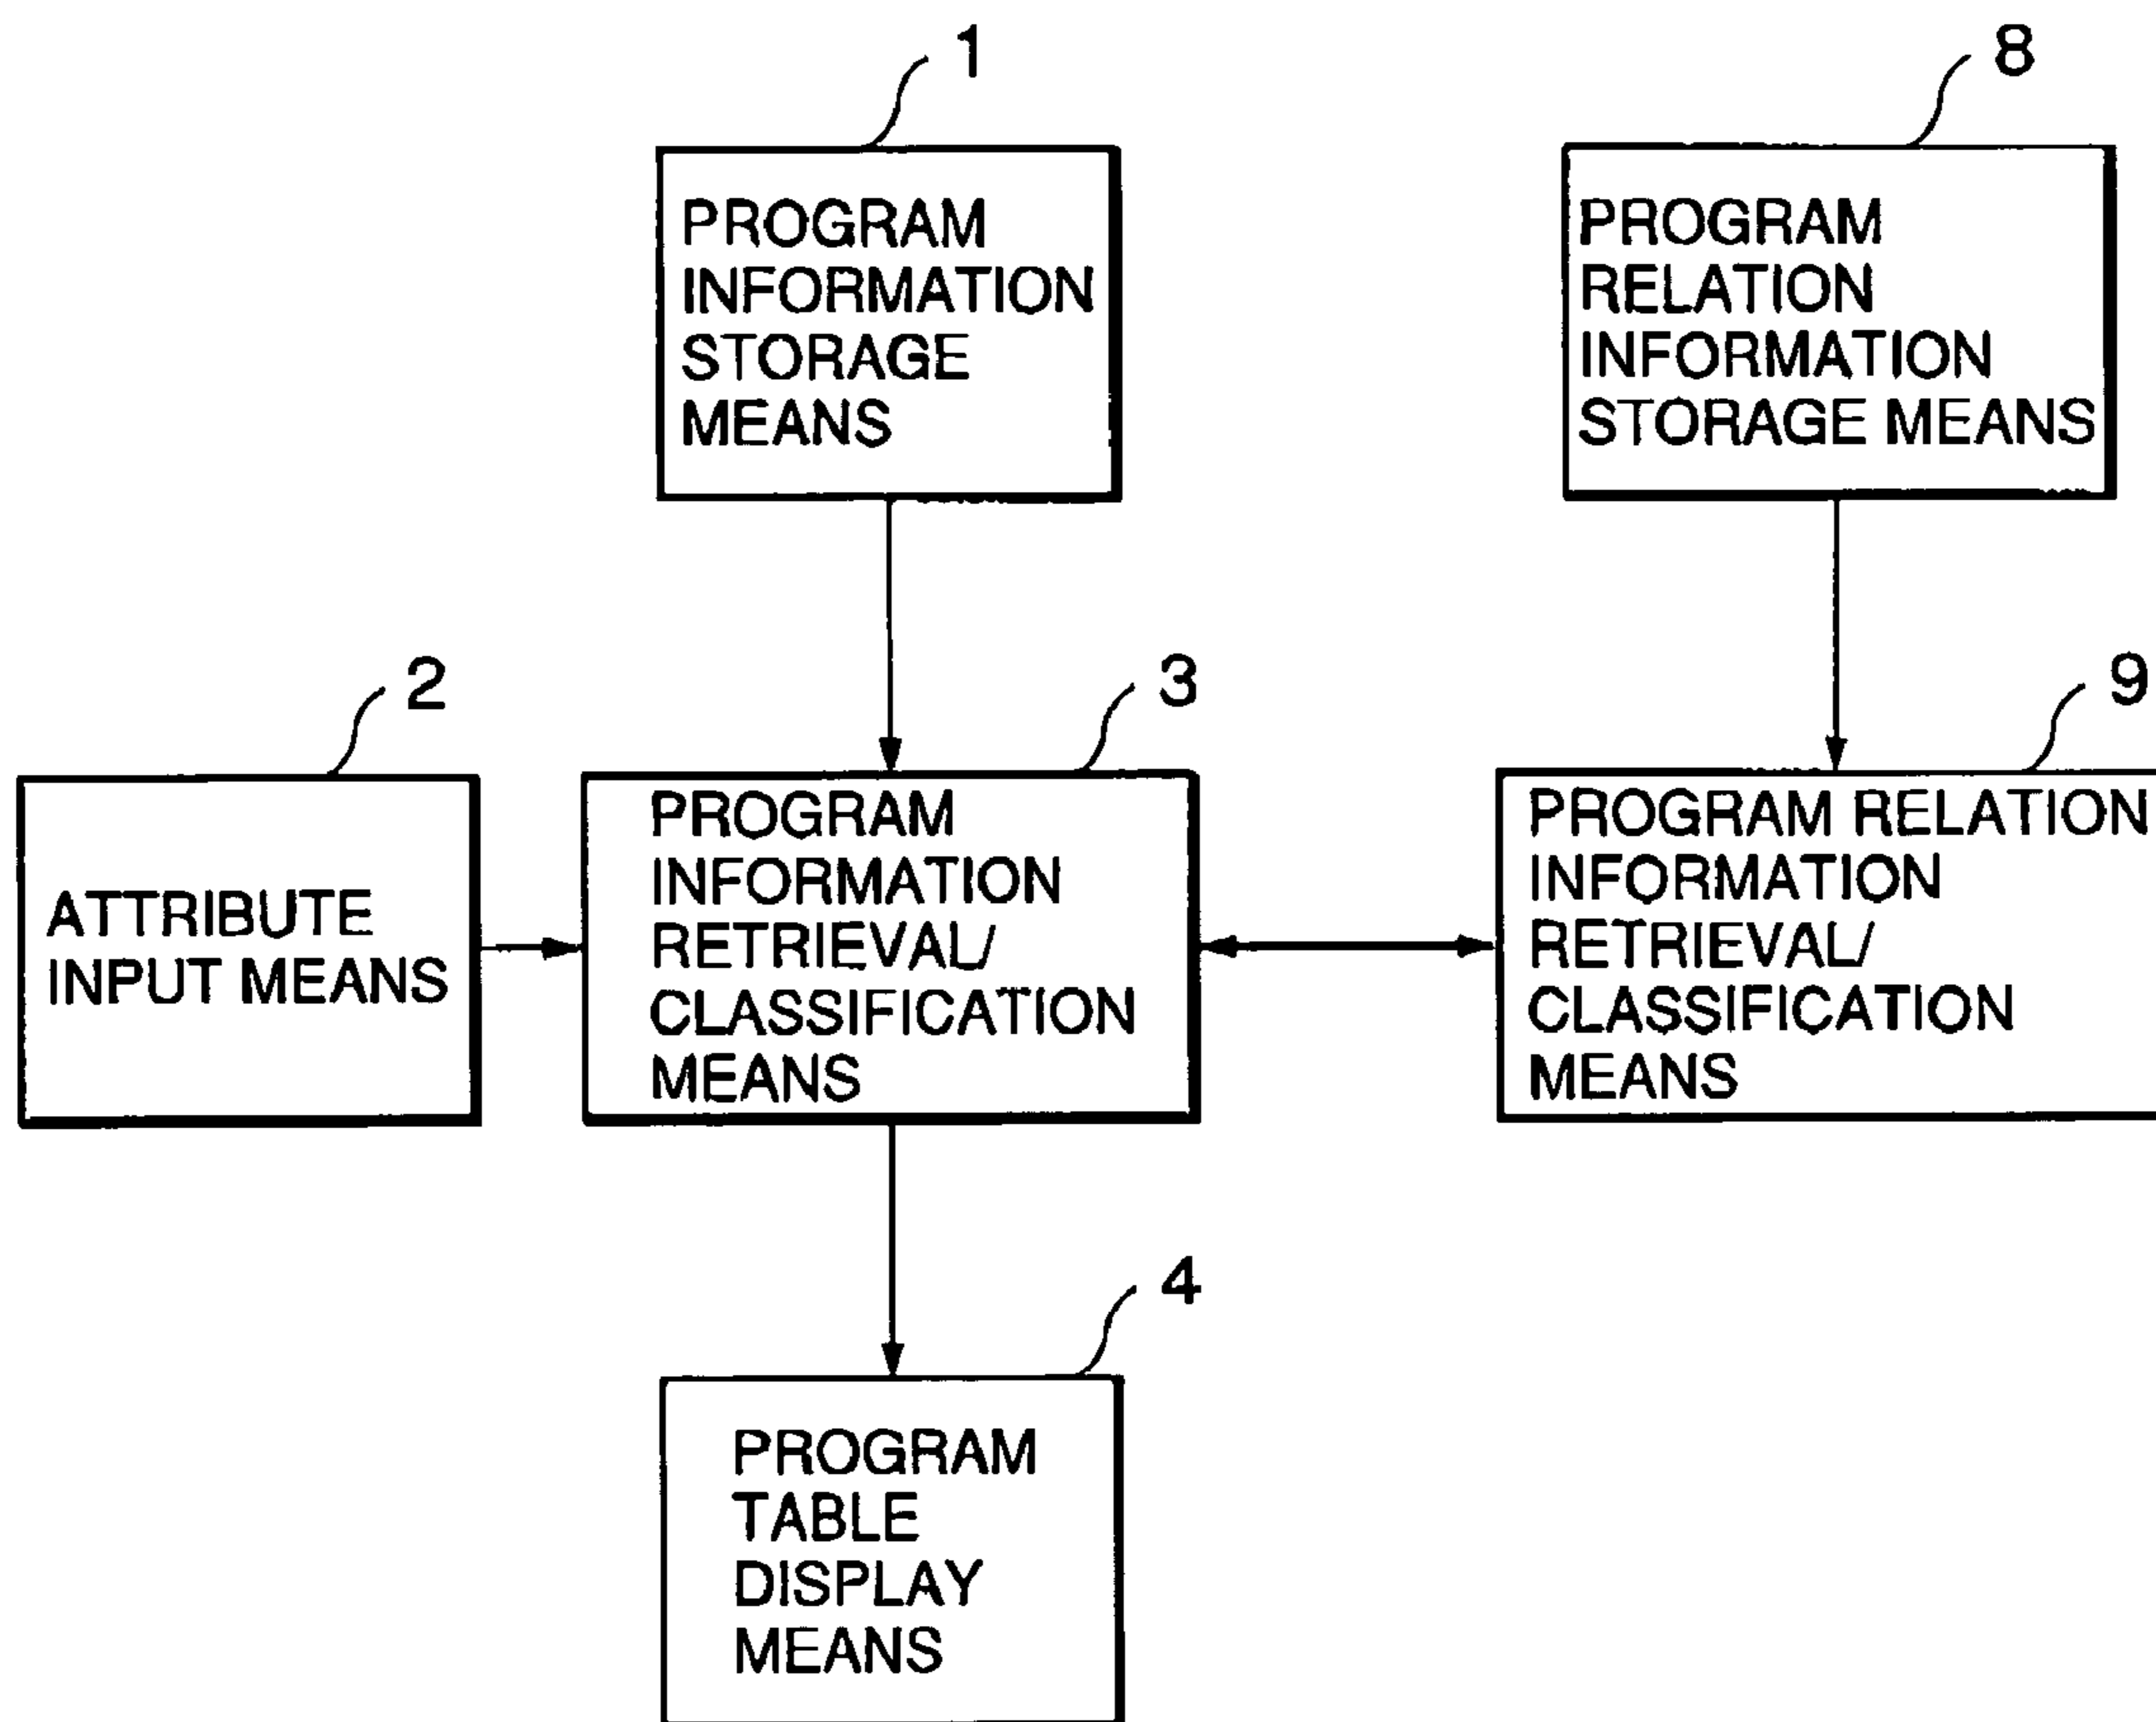 1
PROGRAM
INFORMATION
STORAGE
MEANS
8
PROGRAM
RELATION
INFORMATION
STORAGE MEANS
2
ATTRIBUTE
INPUT MEANS
3
PROGRAM
INFORMATION
RETRIEVAL/
CLASSIFICATION
MEANS
9
PROGRAM RELATION
INFORMATION
RETRIEVAL/
CLASSIFICATION
MEANS
4
PROGRAM
TABLE
DISPLAY
MEANS